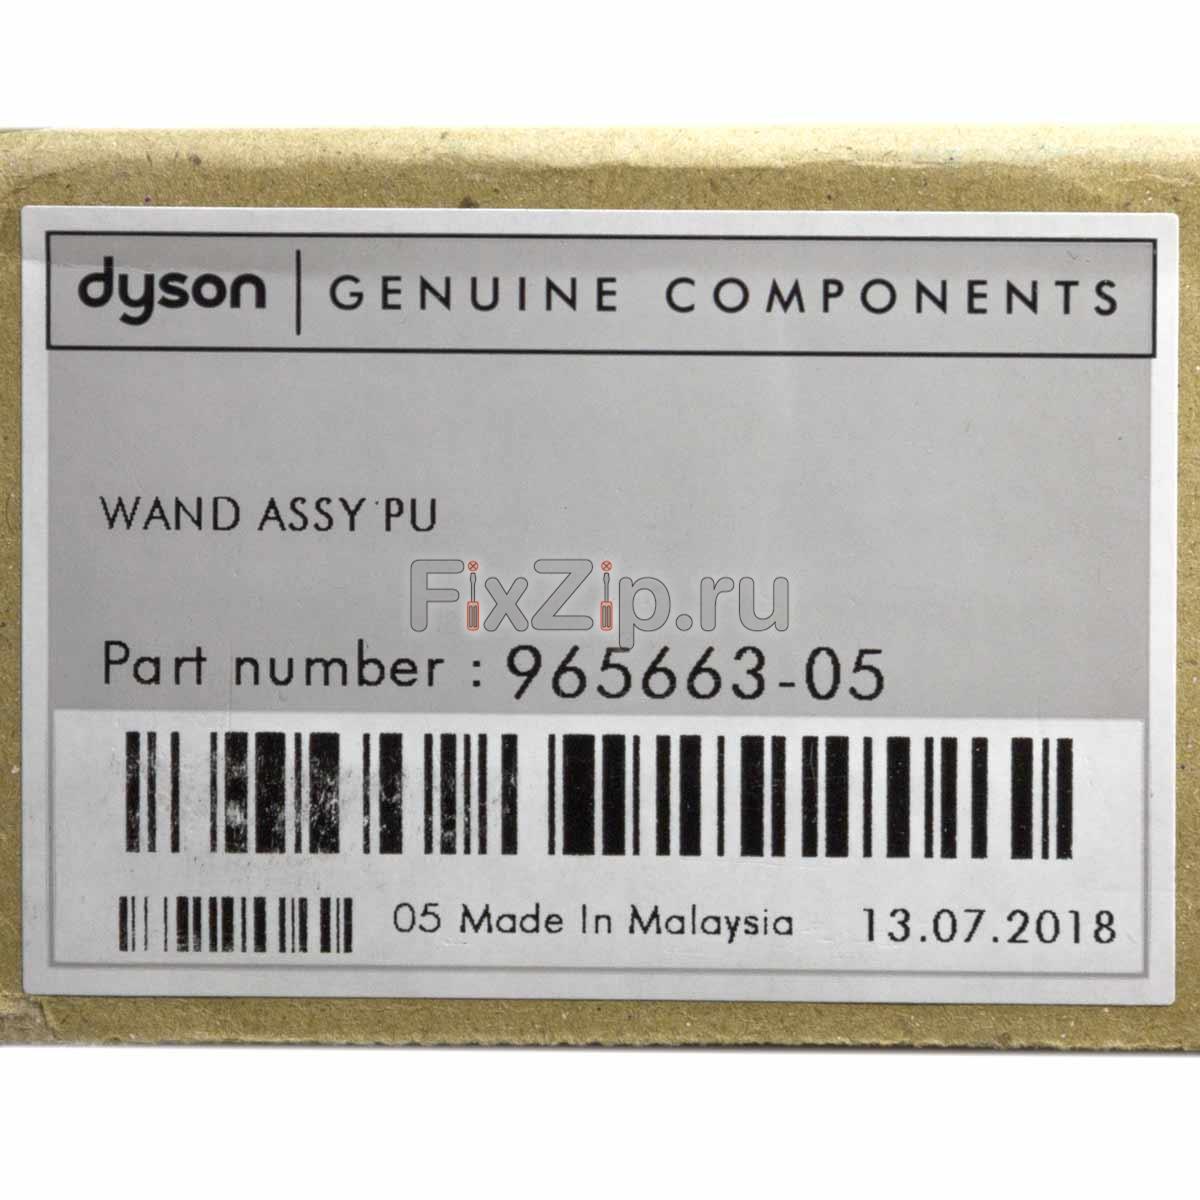 dyson | GENUINE COMPONENTS
WAND ASSY PU
FixZip.ru
Part number : 965663-05
05 Made In Malaysia 13.07.2018